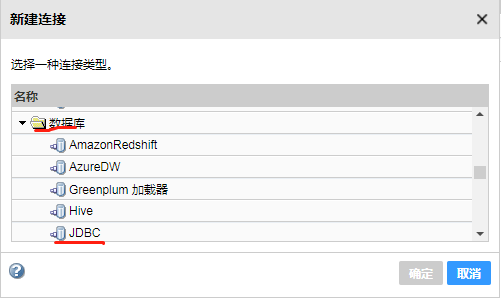 新建连接
选择一种连接类型。
名称
数据库
AmazonRedshift
AzureDW
Greenplum 加载器
Hive
JDBC
确定 取消